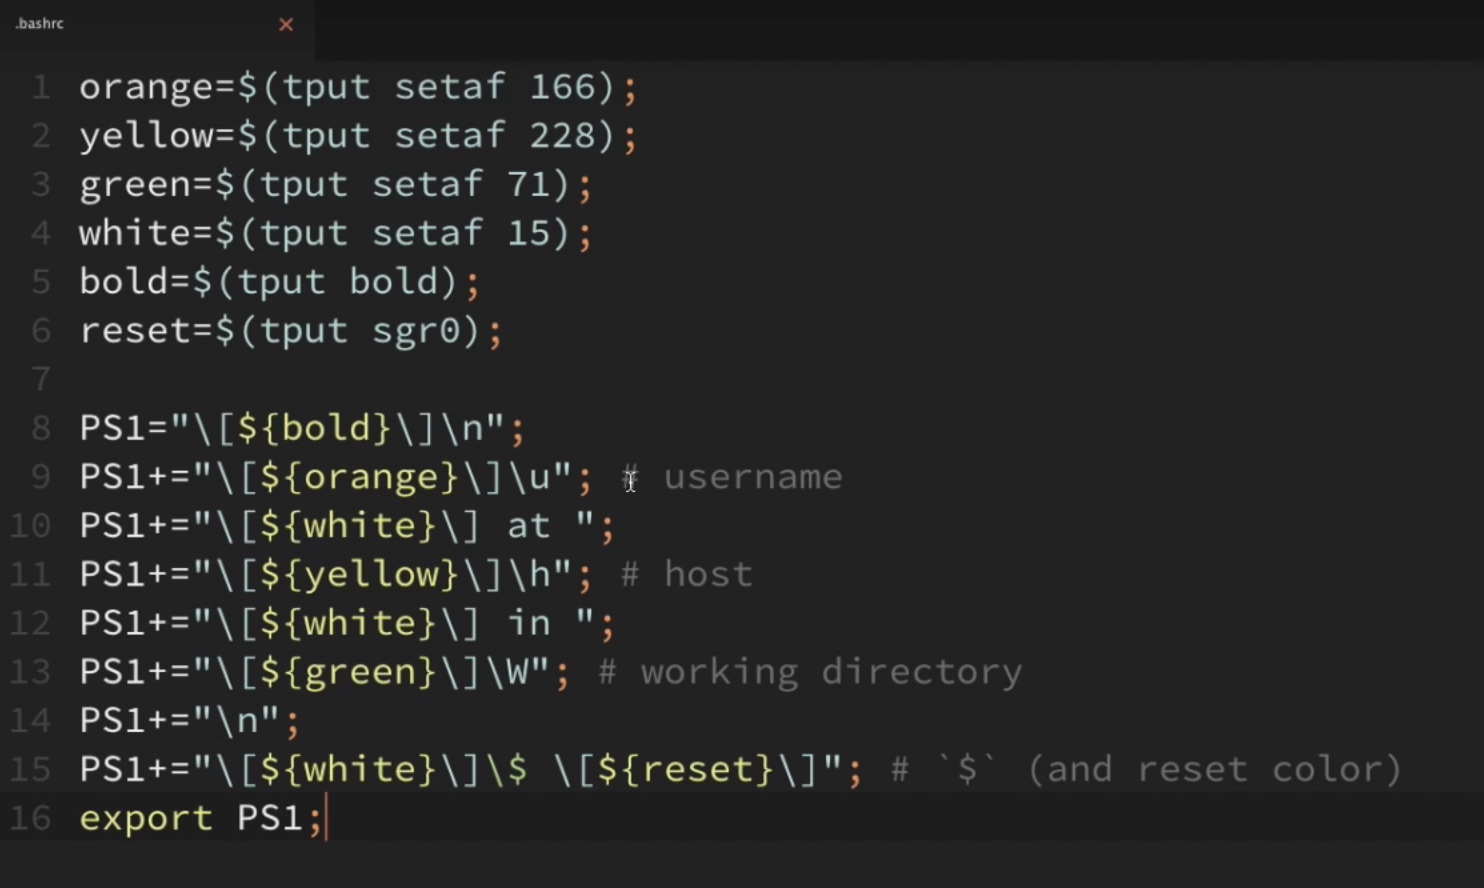 .bashrc
1 orange=$(tput setaf 166);
2 yellow=$(tput setaf 228);
3 green=$(tput setaf 71);
4 white=$(tput setaf 15);
5 bold=$(tput bold);
6 reset=$(tput sgr0);
7
8 PS1="\[${bold}\]\n";
9 PS1+="\[${orange}\]\u"; # username
10 PS1+="\[${white}\] at ";
11 PS1+="\[${yellow}\]\h"; # host
12 PS1+="\[${white}\] in ";
13 PS1+="\[${green}\]\W"; # working directory
14 PS1+="\n";
15 PS1+="\[${white}\]\$ \[${reset}\]"; # `$` (and reset color)
16 export PS1;